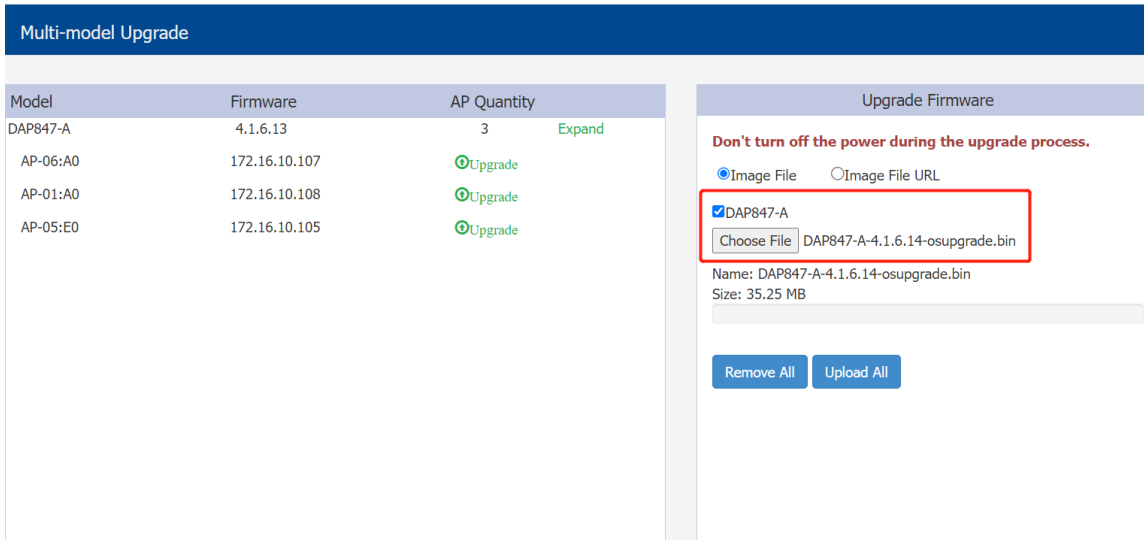 Multi-model Upgrade
Model Firmware AP Quantity
DAP847-A 4.1.6.13 3 Expand
AP-06:A0 172.16.10.107 Upgrade
AP-01:A0 172.16.10.108 Upgrade
AP-05:E0 172.16.10.105 Upgrade
Upgrade Firmware
Don't turn off the power during the upgrade process.
Image File Image File URL
DAP847-A
Choose File DAP847-A-4.1.6.14-osupgrade.bin
Name: DAP847-A-4.1.6.14-osupgrade.bin
Size: 35.25 MB
Remove All Upload All